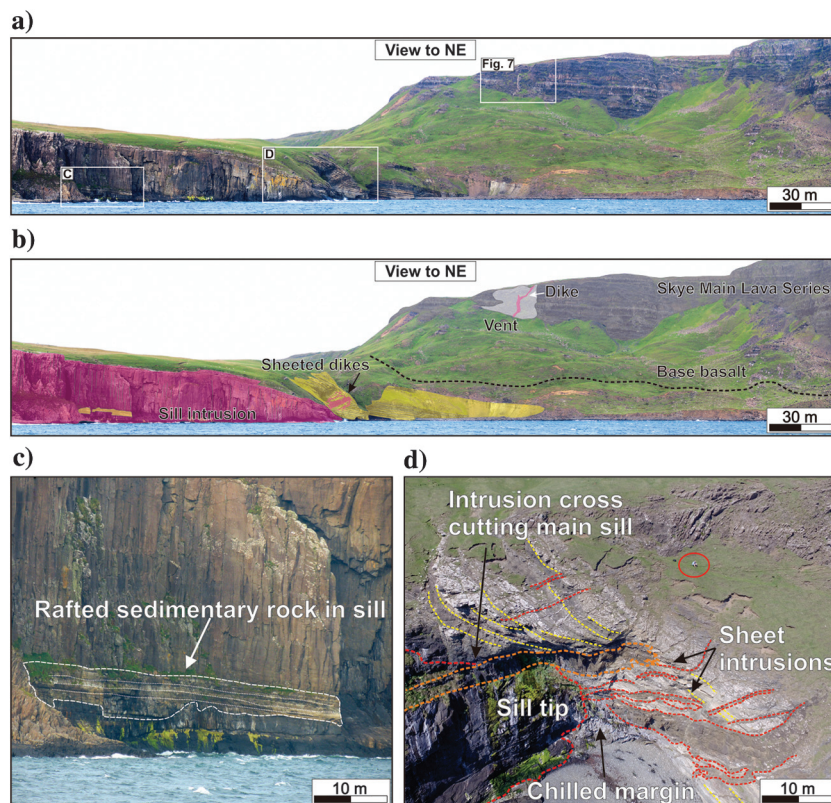 a)
View to NE
Fig. 7
D
C
30 m
b)
View to NE
Dike
Skye Main Lava Series
Vent
Sheeted dikes
Base basalt
Sill intrusion
30 m
c)
Rafted sedimentary rock in sill
10 m
d)
Intrusion cross
cutting main sill
Sheet
intrusions
Sill tip
Chilled margin
10 m